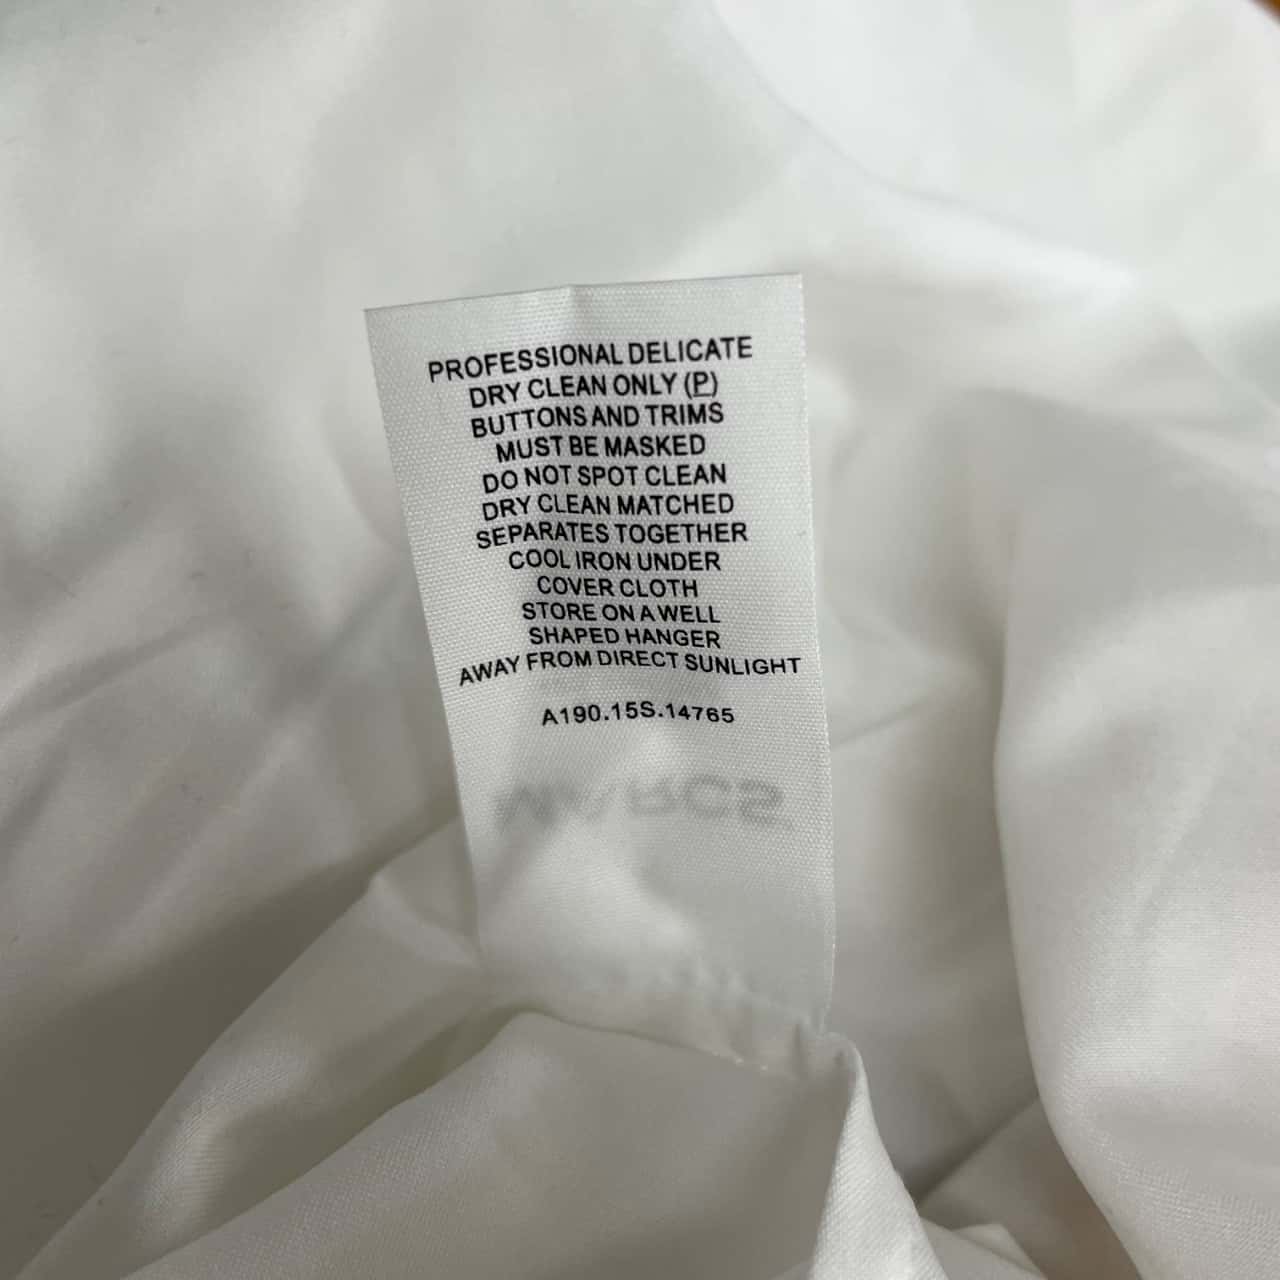 PROFESSIONAL DELICATE
DRY CLEAN ONLY (P)
BUTTONS AND TRIMS
MUST BE MASKED
DO NOT SPOT CLEAN
DRY CLEAN MATCHED
SEPARATES TOGETHER
COOL IRON UNDER
COVER CLOTH
STORE ON A WELL
SHAPED HANGER
AWAY FROM DIRECT SUNLIGHT
A190.15S.14765